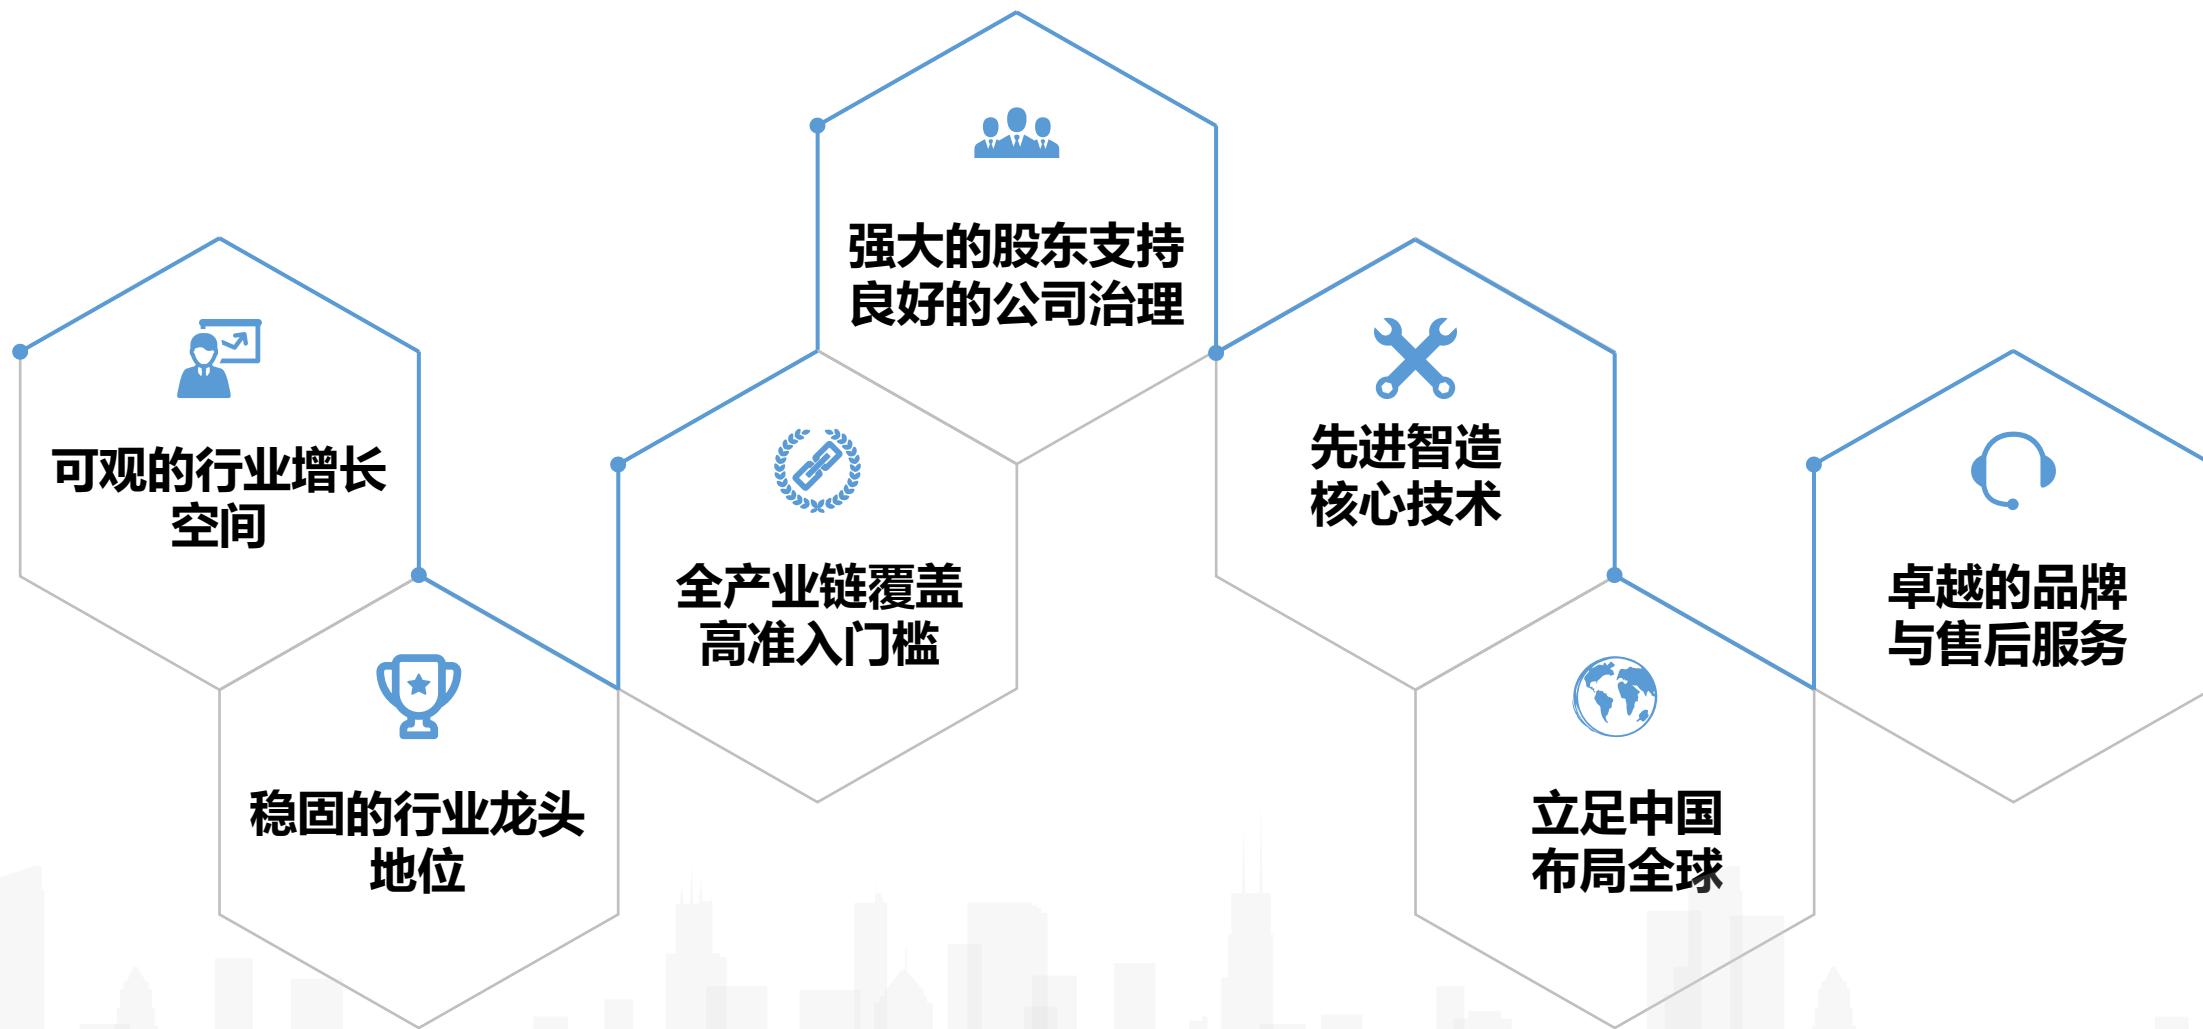 可观的行业增长
空间
稳固的行业龙头
地位
全产业链覆盖
高准入门槛
强大的股东支持
良好的公司治理
先进智造
核心技术
立足中国
布局全球
卓越的品牌
与售后服务